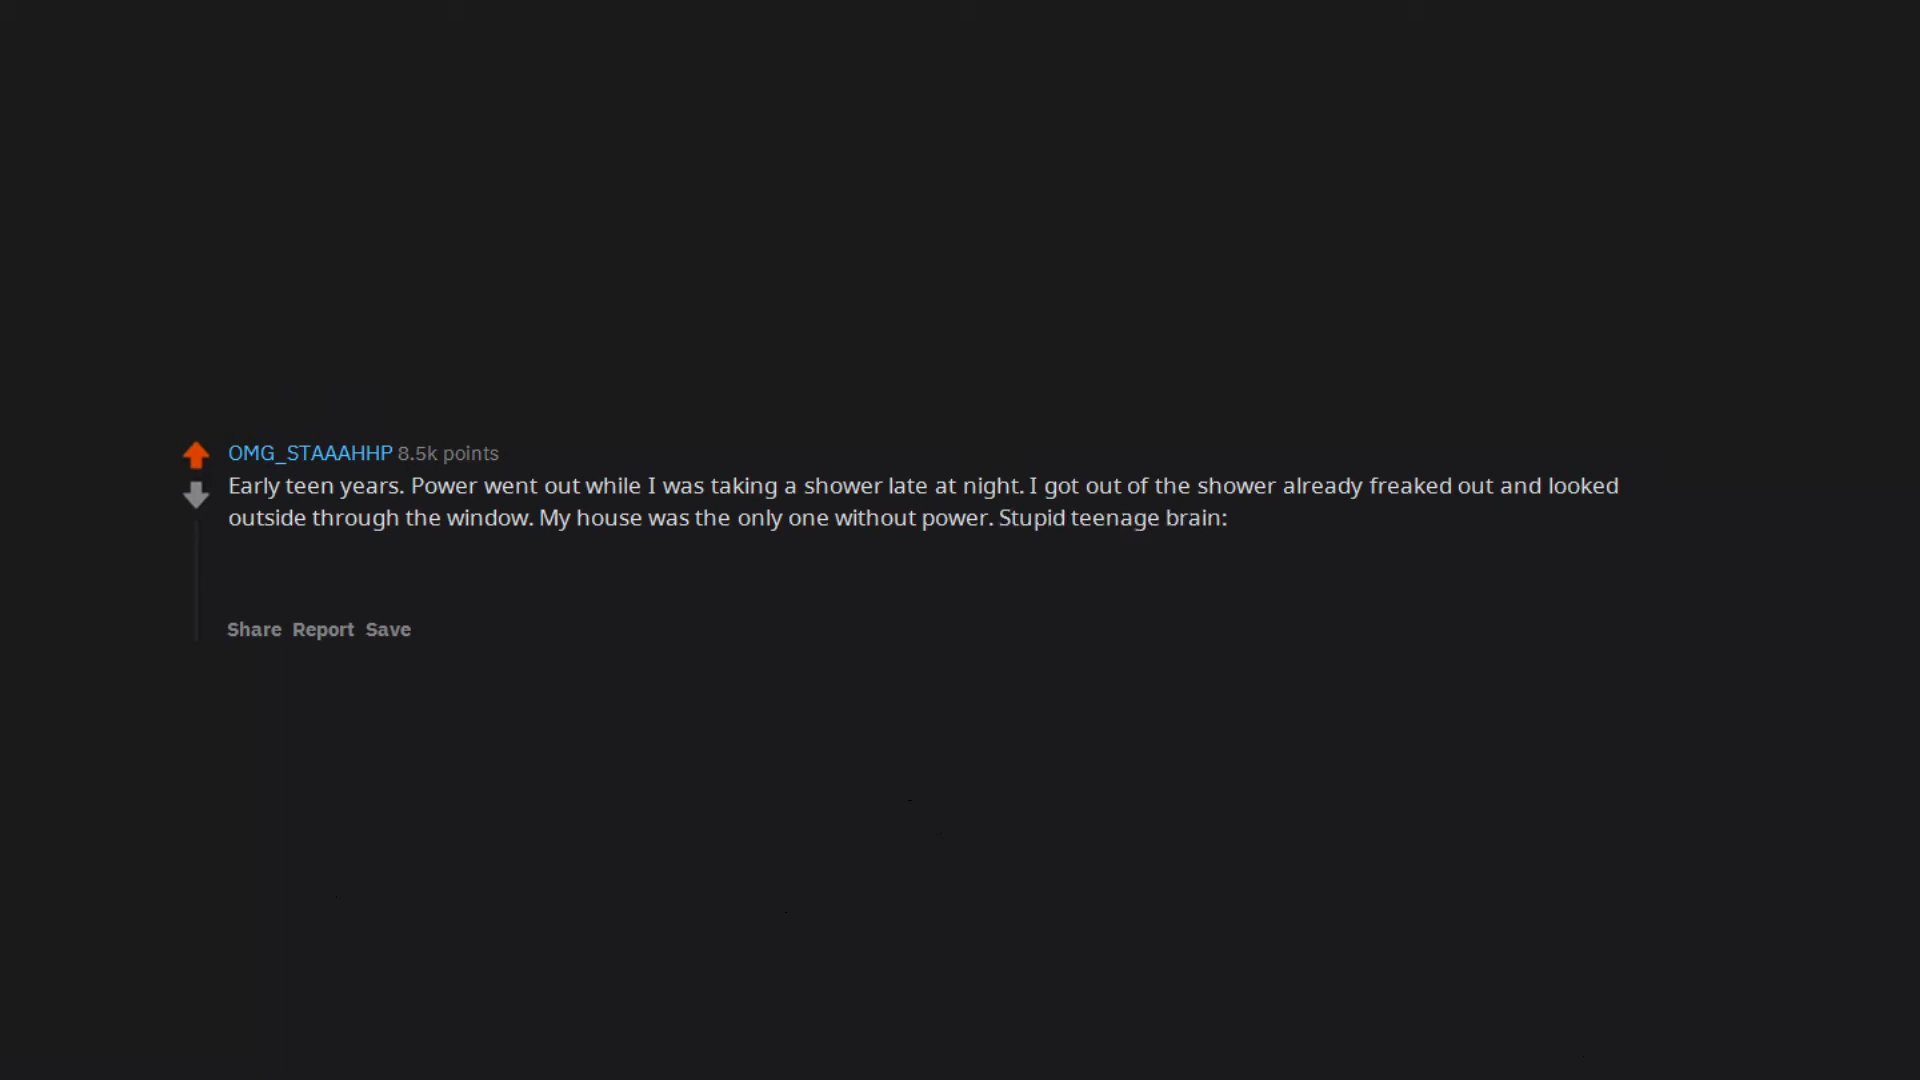 OMG_STAAAHHP 8.5k points
Early teen years. Power went out while I was taking a shower late at night. I got out of the shower already freaked out and looked
outside through the window. My house was the only one without power. Stupid teenage brain:
Share Report Save